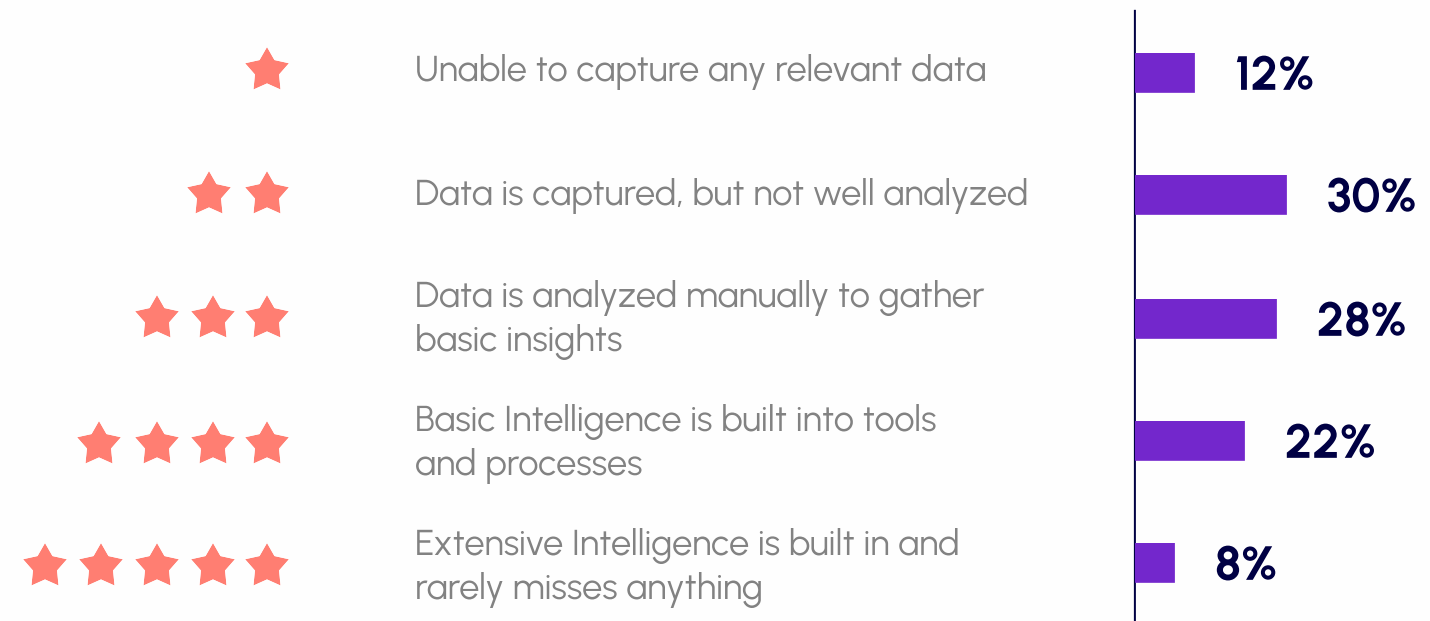 Unable to capture any relevant data
12%
Data is captured, but not well analyzed
30%
Data is analyzed manually to gather
basic insights
28%
Basic Intelligence is built into tools
and processes
22%
Extensive Intelligence is built in and
rarely misses anything
8%